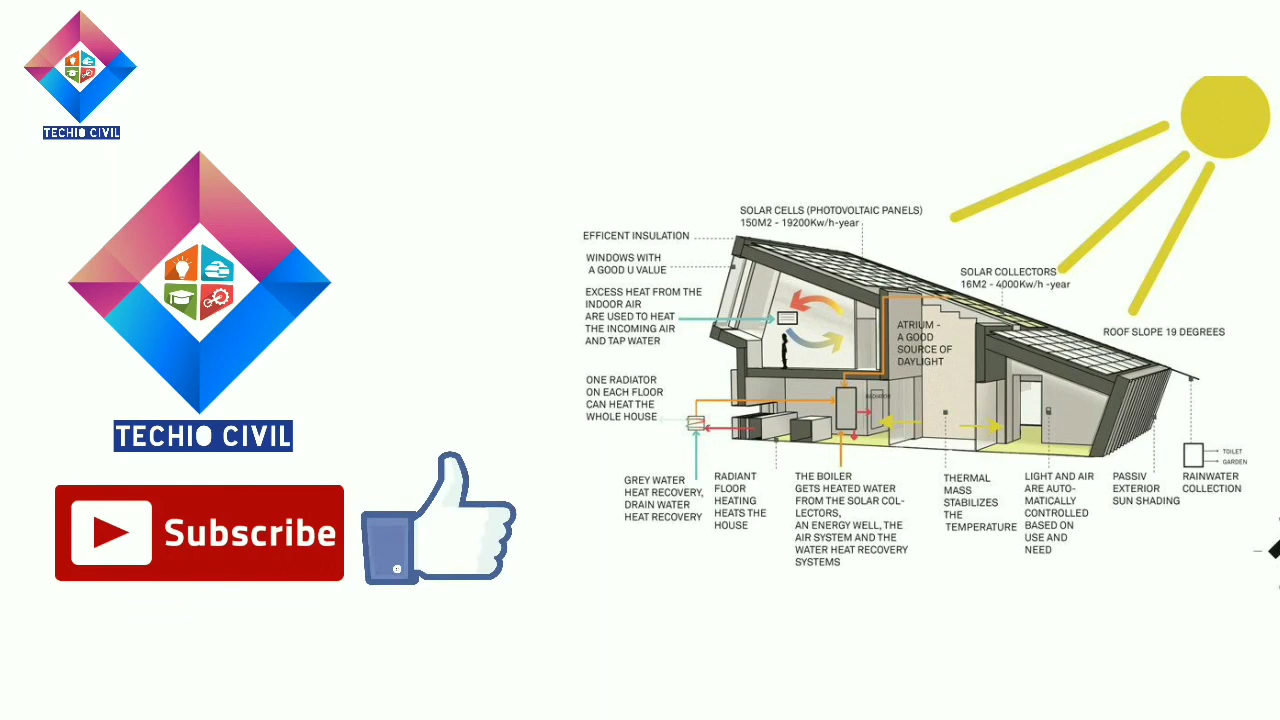 TECHIO CIVIL
TECHIO CIVIL
Subscribe
SOLAR CELLS (PHOTOVOLTAIC PANELS)
150M2 - 19200Kw/h-year
EFFICENT INSULATION
WINDOWS WITH
A GOOD U VALUE
EXCESS HEAT FROM THE
INDOOR AIR
ARE USED TO HEAT
THE INCOMING AIR
AND TAP WATER
SOLAR COLLECTORS
16M2 - 4000Kw/h -year
ROOF SLOPE 19 DEGREES
ATRIUM -
A GOOD
SOURCE OF
DAYLIGHT
ONE RADIATOR
ON EACH FLOOR
CAN HEAT THE
WHOLE HOUSE
RADIATOR
TOILET
GARDEN
GREY WATER
HEAT RECOVERY,
DRAIN WATER
HEAT RECOVERY
RADIANT
FLOOR
HEATING
HEATS THE
HOUSE
THE BOILER
GETS HEATED WATER
FROM THE SOLAR COL-
LECTORS,
AN ENERGY WELL, THE
AIR SYSTEM AND THE
WATER HEAT RECOVERY
SYSTEMS
THERMAL
MASS
STABILIZES
THE
TEMPERATURE
LIGHT AND AIR
ARE AUTO-
MATICALLY
CONTROLLED
BASED ON
USE AND
NEED
PASSIV
EXTERIOR
SUN SHADING
RAINWATER
COLLECTION